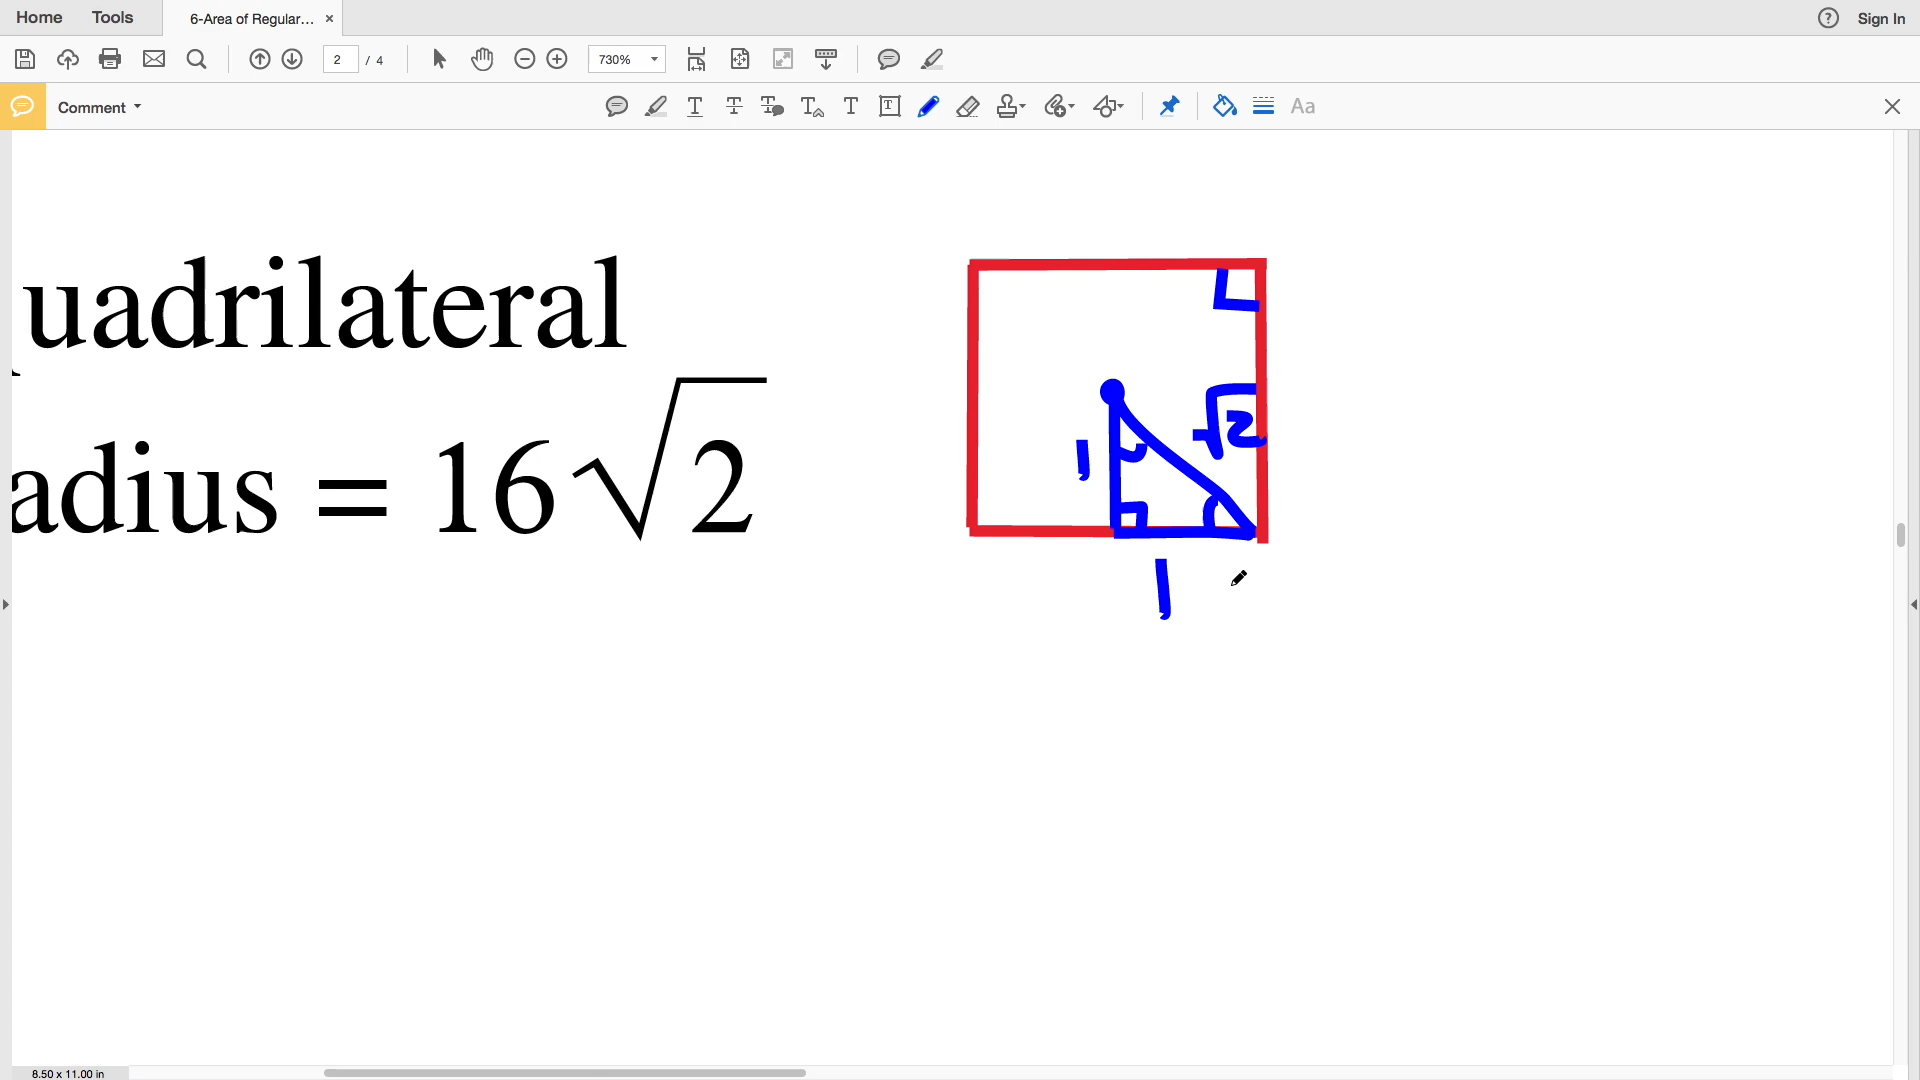 Home Tools 6-Area of Regular... × ? Sign In
2 / 4 730%
Comment T T T T T T Aa
uadrilateral
adius = 16√2
√2
1
1
8.50 x 11.00 in